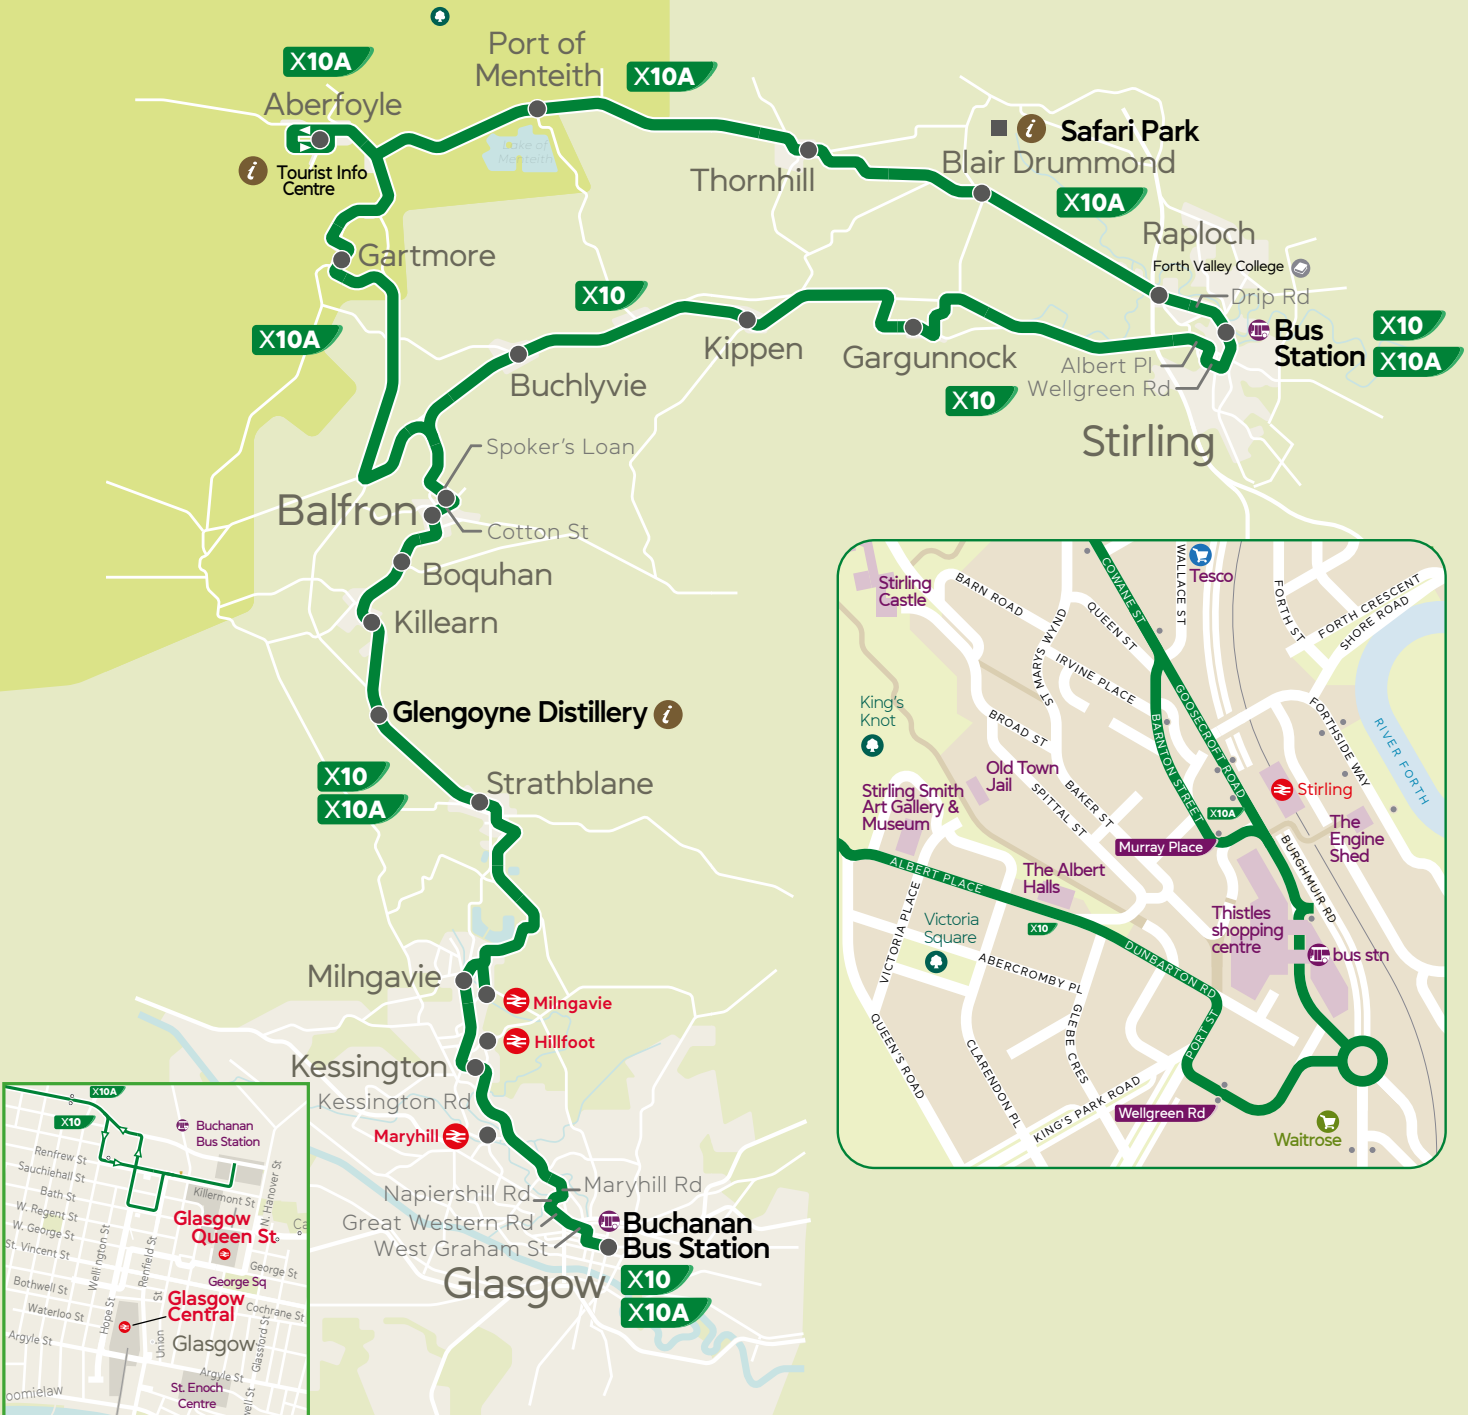 X10A
Aberfoyle
Port of
Menteith
X10A
Tourist Info
Centre
Lake of
Menteith
Thornhill
Safari Park
Blair Drummond
X10A
Raploch
Forth Valley College
Drip Rd
Bus
Station
X10
X10A
Gartmore
X10A
X10
Buchlyvie
Kippen
Gargunnock
X10
Albert Pl
Wellgreen Rd
Stirling
Spoker's Loan
Balfron
Cotton St
Boquhan
Killearn
Glengoyne Distillery
X10
X10A
Strathblane
Milngavie
Milngavie
Hillfoot
Kessington
Kessington Rd
Maryhill
Napiershill Rd
Maryhill Rd
Great Western Rd
West Graham St
Buchanan
Bus Station
Glasgow
X10
X10A
Stirling
Castle
BARN ROAD
COWANE ST
WALLACE ST
Tesco
FORTH ST
FORTH CRESCENT
SHORE ROAD
ST MARYS WYND
QUEEN ST
IRVINE PLACE
King's
Knot
BROAD ST
BARNTON STREET
GOOSECROFT ROAD
FORTHSIDE WAY
RIVER FORTH
Old Town
Jail
Stirling Smith
Art Gallery &
Museum
SPITTAL ST
BAKER ST
X10A
Stirling
The
Engine
Shed
Murray Place
BURGHMUIR RD
ALBERT PLACE
The Albert
Halls
VICTORIA PLACE
Victoria
Square
X10
Thistles
shopping
centre
bus stn
DUNBARTON RD
ABERCROMBY PL
GLEBE CRES
PORT ST
QUEEN'S ROAD
CLARENDON PL
KING'S PARK ROAD
Wellgreen Rd
Waitrose
X10A
X10
Buchanan
Bus Station
Renfrew St
Sauchiehall St
Bath St
W. Regent St
W. George St
St. Vincent St
Bothwell St
Waterloo St
Argyle St
Killermont St
N. Hanover St
Glasgow
Queen St
Ca
Wellington St
Renfield St
George St
George Sq
Glasgow
Central
Hope St
Union
St
Cochrane St
Glassford St
Glasgow
Argyle St
St. Enoch
Centre
oomielaw
well St